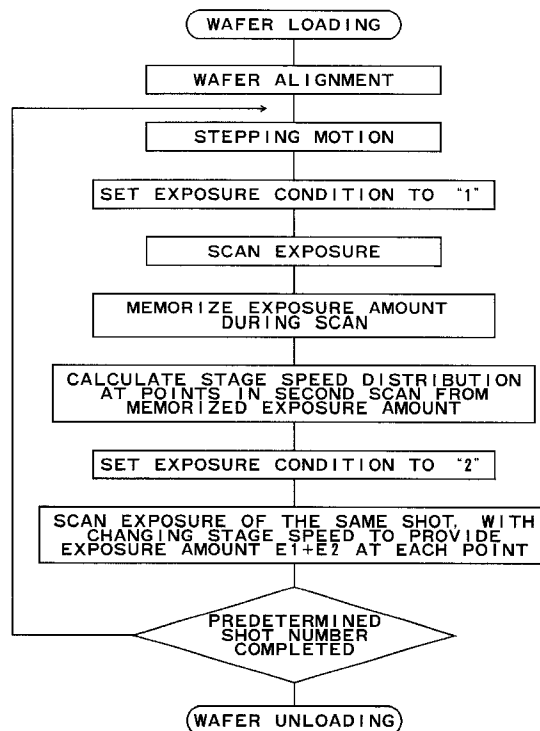 WAFER LOADING
WAFER ALIGNMENT
STEPPING MOTION
SET EXPOSURE CONDITION TO "1"
SCAN EXPOSURE
MEMORIZE EXPOSURE AMOUNT
DURING SCAN
CALCULATE STAGE SPEED DISTRIBUTION
AT POINTS IN SECOND SCAN FROM
MEMORIZED EXPOSURE AMOUNT
SET EXPOSURE CONDITION TO "2"
SCAN EXPOSURE OF THE SAME SHOT, WITH
CHANGING STAGE SPEED TO PROVIDE
EXPOSURE AMOUNT E1+E2 AT EACH POINT
PREDETERMINED
SHOT NUMBER
COMPLETED
WAFER UNLOADING